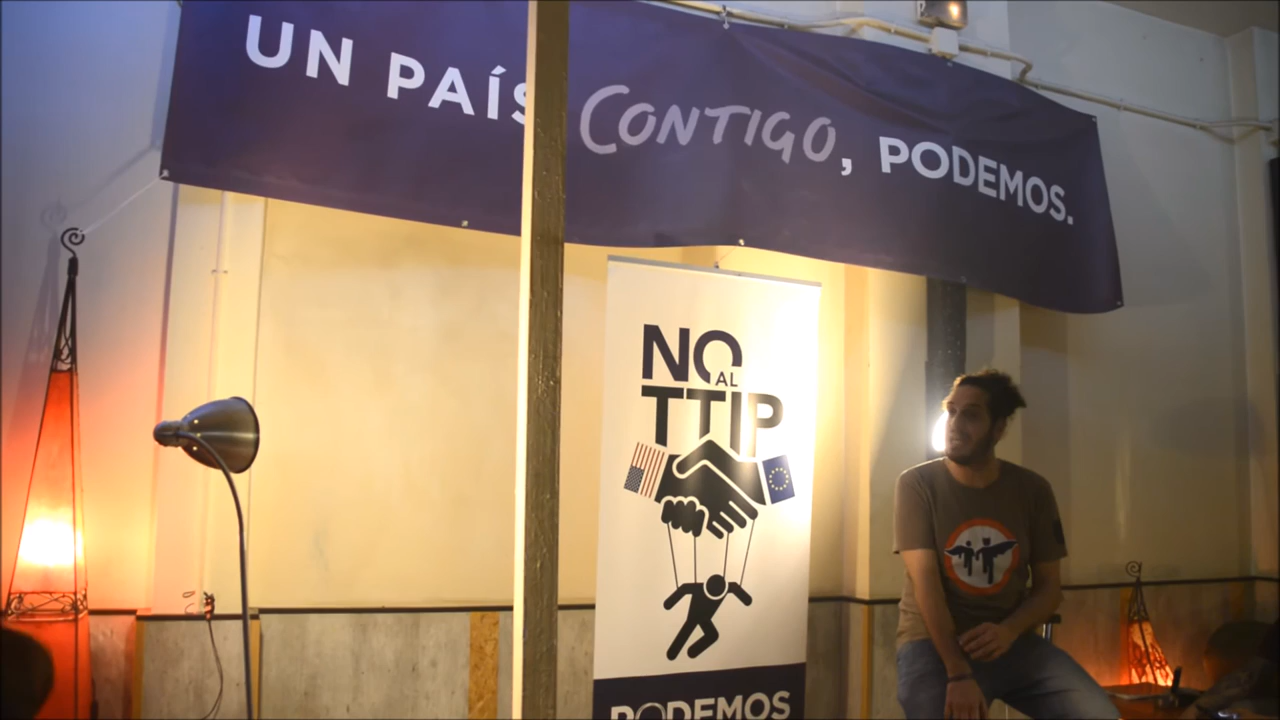 UN PAÍS CONTIGO, PODEMOS.
NO
AL
TTIP
PODEMOS